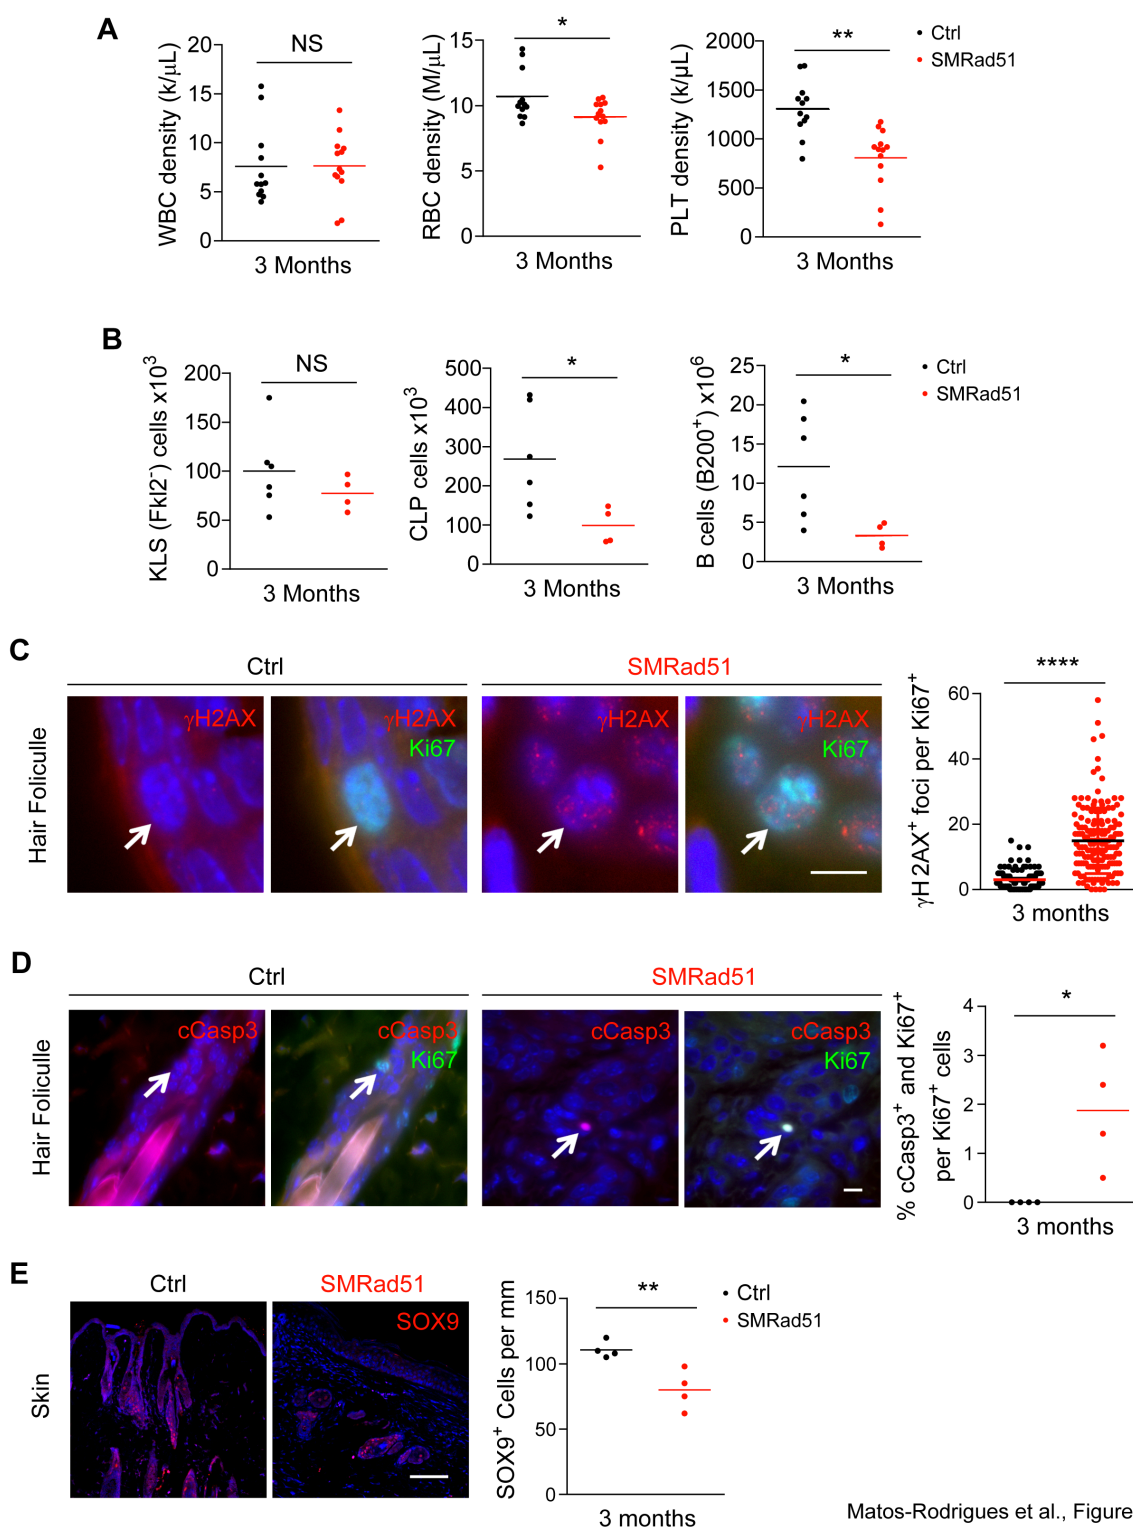 A
WBC density (k/µL)
20
15
10
5
0
NS
3 Months
RBC density (M/µL)
15
10
5
0
*
3 Months
PLT density (k/µL)
2000
1500
1000
500
0
**
3 Months
Ctrl
SMRad51
B
KLS (Fkl2⁻) cells x10³
200
150
100
50
0
NS
3 Months
CLP cells x10³
500
400
300
200
100
0
*
3 Months
B cells (B200⁺) x10⁶
25
20
15
10
5
0
*
3 Months
Ctrl
SMRad51
C
Ctrl
SMRad51
Hair Foliculle
γH2AX
γH2AX
Ki67
γH2AX
γH2AX
Ki67
γH2AX⁺ foci per Ki67⁺
60
40
20
0
****
3 months
D
Ctrl
SMRad51
Hair Foliculle
cCasp3
cCasp3
Ki67
cCasp3
cCasp3
Ki67
% cCasp3⁺ and Ki67⁺
per Ki67⁺ cells
4
3
2
1
0
*
3 months
E
Ctrl
SMRad51
Skin
SOX9
SOX9⁺ Cells per mm
150
100
50
0
**
3 months
Ctrl
SMRad51
Matos-Rodrigues et al., Figure